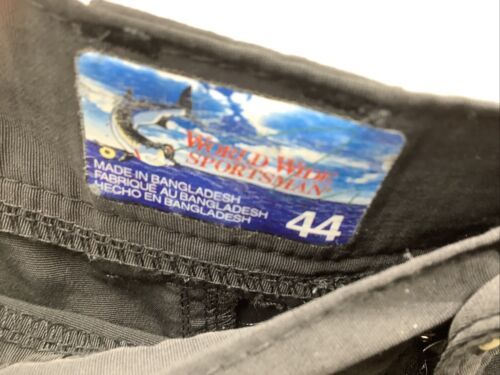 WORLD WIDE
SPORTSMAN
MADE IN BANGLADESH
FABRIQUE AU BANGLADESH
HECHO EN BANGLADESH
44